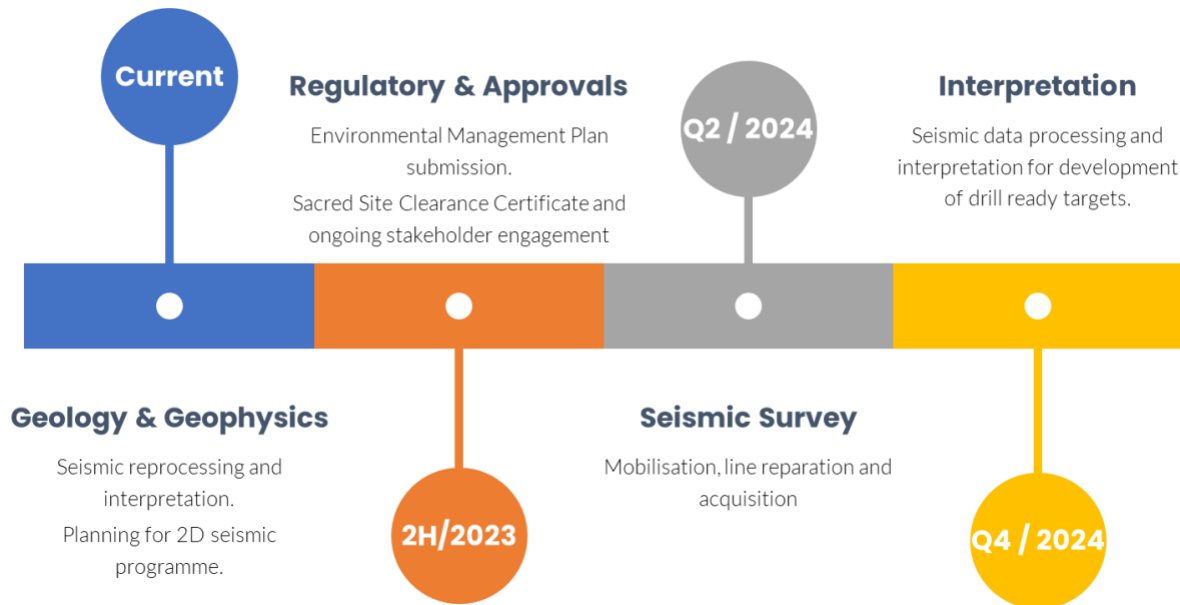 Current
Geology & Geophysics
Seismic reprocessing and
interpretation.
Planning for 2D seismic
programme.
Regulatory & Approvals
Environmental Management Plan
submission.
Sacred Site Clearance Certificate and
ongoing stakeholder engagement
2H/2023
Q2 / 2024
Seismic Survey
Mobilisation, line reparation and
acquisition
Interpretation
Seismic data processing and
interpretation for development
of drill ready targets.
Q4 / 2024